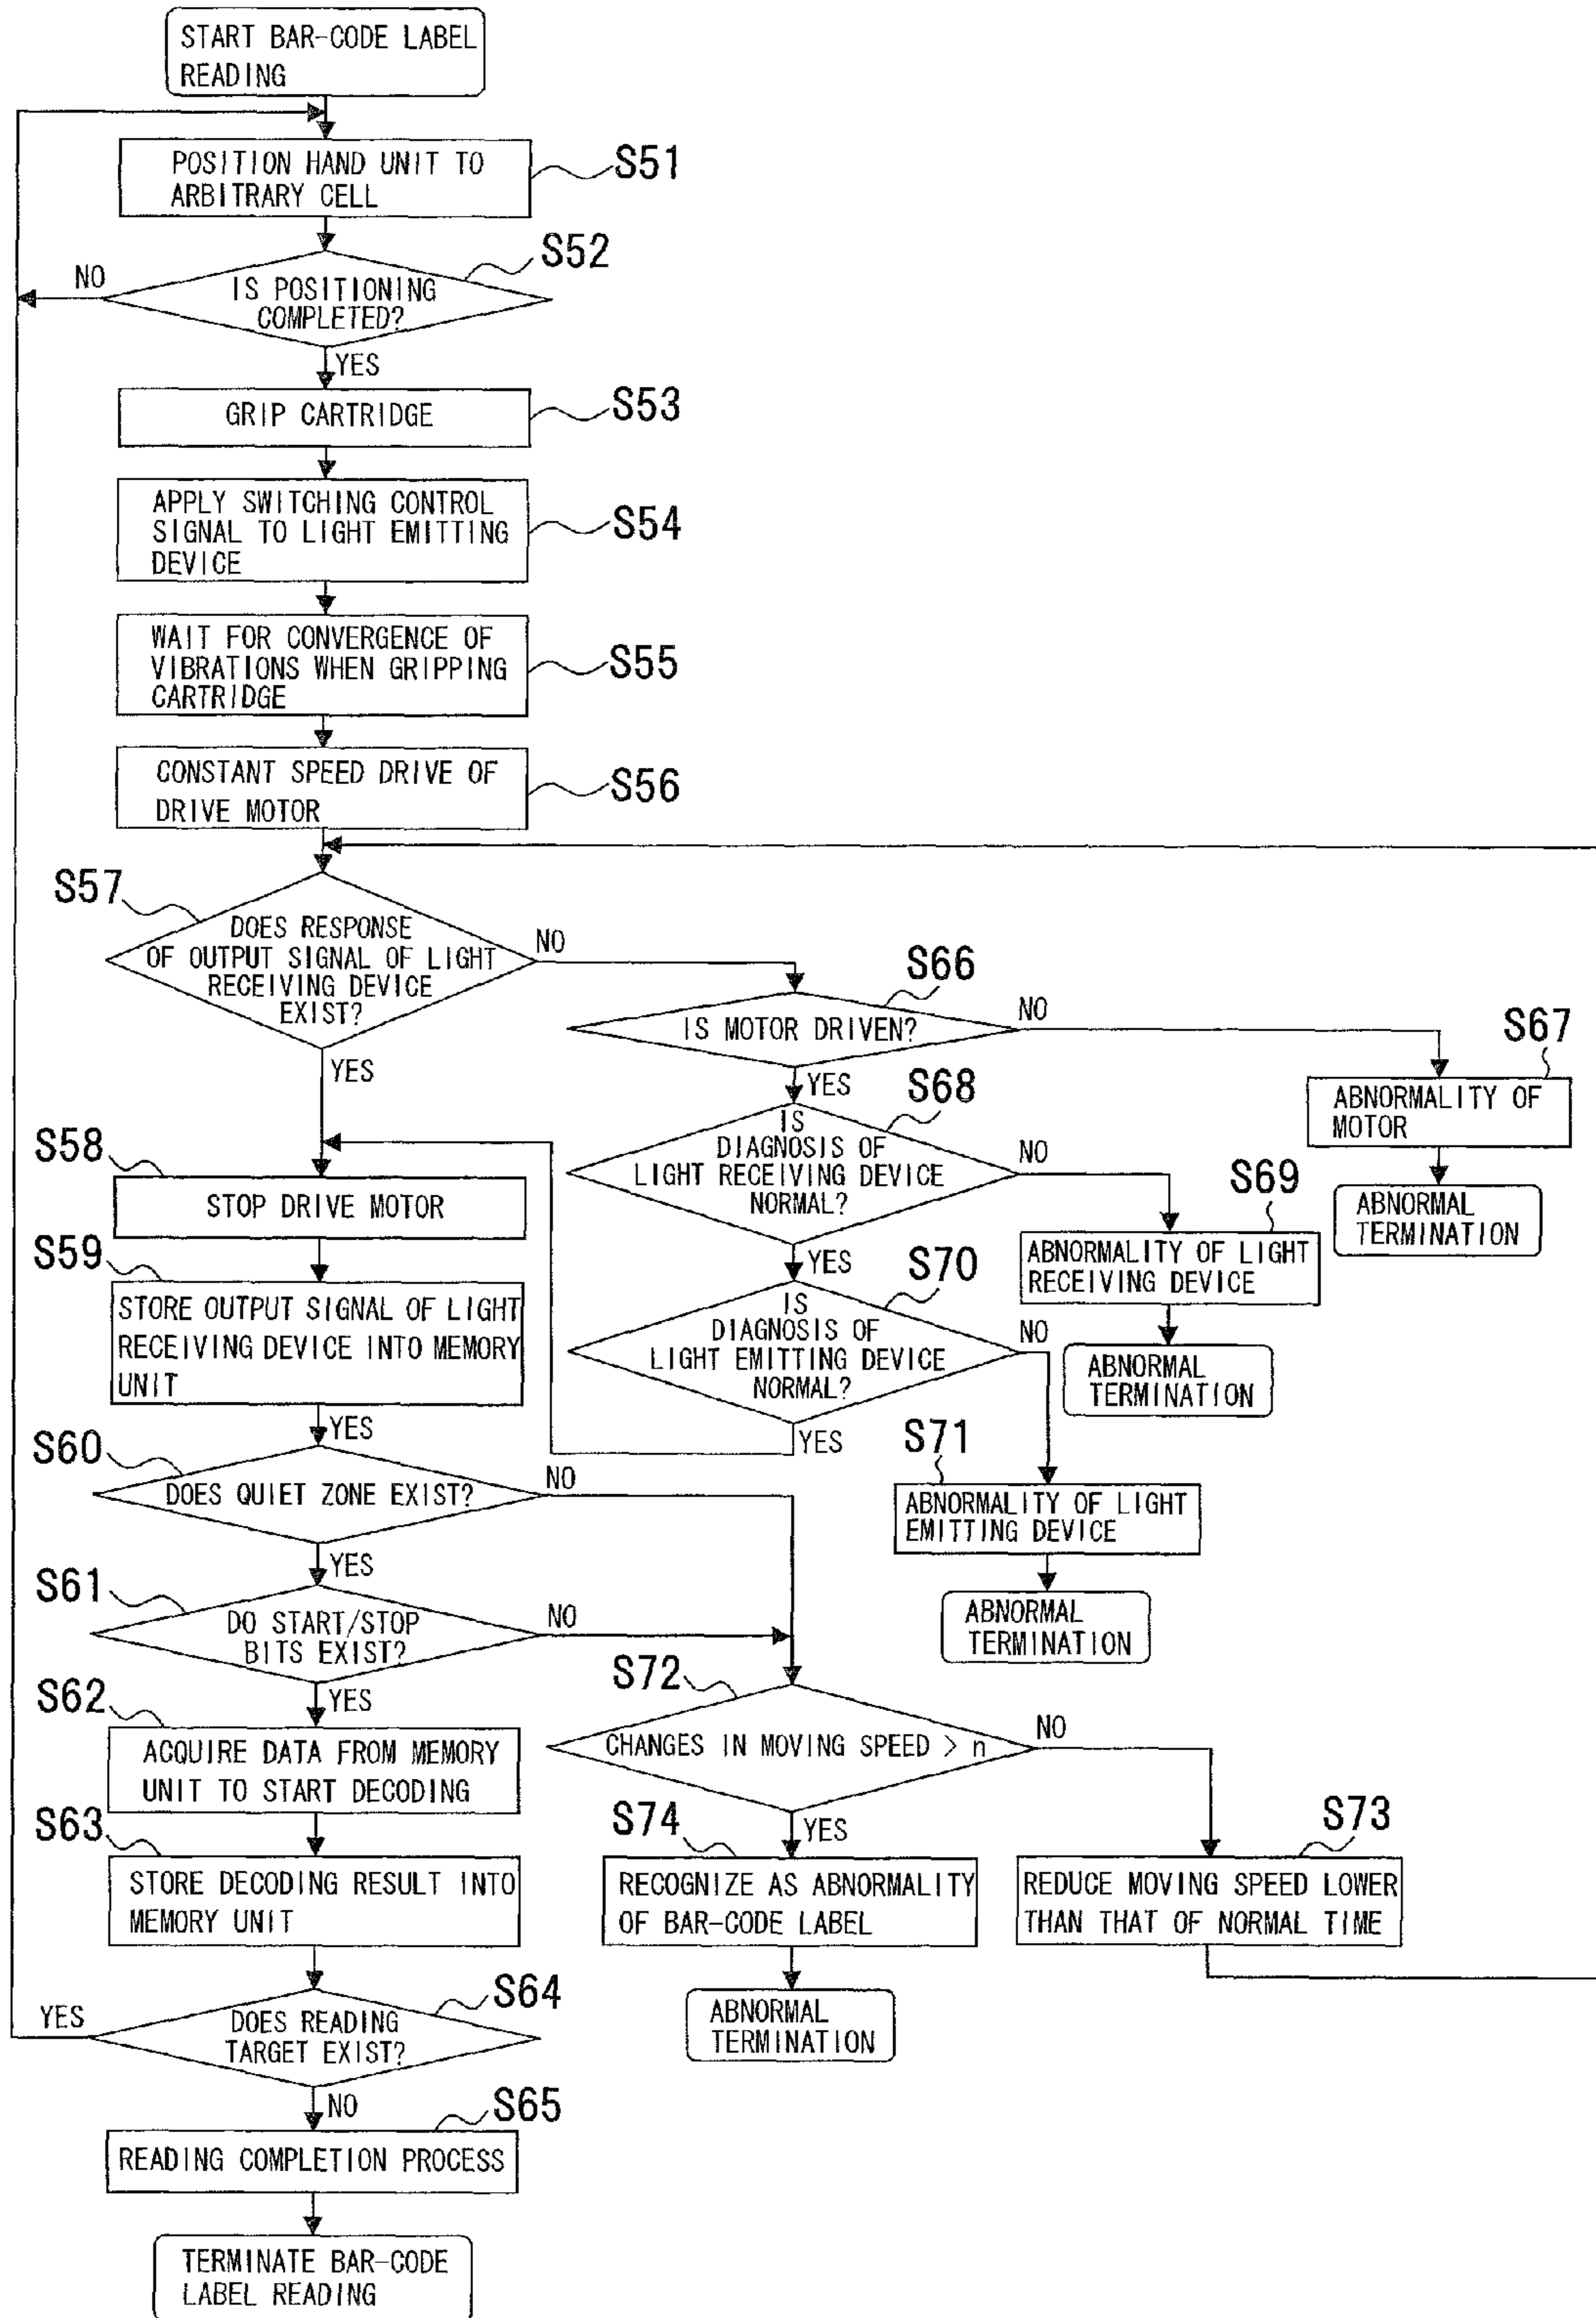 START BAR-CODE LABEL
READING
POSITION HAND UNIT TO
ARBITRARY CELL
S51
IS POSITIONING
COMPLETED?
S52
NO
YES
GRIP CARTRIDGE
S53
APPLY SWITCHING CONTROL
SIGNAL TO LIGHT EMITTING
DEVICE
S54
WAIT FOR CONVERGENCE OF
VIBRATIONS WHEN GRIPPING
CARTRIDGE
S55
CONSTANT SPEED DRIVE OF
DRIVE MOTOR
S56
S57
DOES RESPONSE
OF OUTPUT SIGNAL OF LIGHT
RECEIVING DEVICE
EXIST?
NO
YES
S66
IS MOTOR DRIVEN?
NO
YES
S67
ABNORMALITY OF
MOTOR
ABNORMAL
TERMINATION
S68
IS
DIAGNOSIS OF
LIGHT RECEIVING DEVICE
NORMAL?
NO
YES
S69
ABNORMALITY OF LIGHT
RECEIVING DEVICE
ABNORMAL
TERMINATION
S70
IS
DIAGNOSIS OF
LIGHT EMITTING DEVICE
NORMAL?
NO
YES
S71
ABNORMALITY OF LIGHT
EMITTING DEVICE
ABNORMAL
TERMINATION
S58
STOP DRIVE MOTOR
S59
STORE OUTPUT SIGNAL OF LIGHT
RECEIVING DEVICE INTO MEMORY
UNIT
YES
S60
DOES QUIET ZONE EXIST?
NO
YES
S61
DO START/STOP
BITS EXIST?
NO
YES
S62
ACQUIRE DATA FROM MEMORY
UNIT TO START DECODING
S63
STORE DECODING RESULT INTO
MEMORY UNIT
S64
DOES READING
TARGET EXIST?
YES
NO
S65
READING COMPLETION PROCESS
TERMINATE BAR-CODE
LABEL READING
S72
CHANGES IN MOVING SPEED > n
NO
YES
S73
REDUCE MOVING SPEED LOWER
THAN THAT OF NORMAL TIME
S74
RECOGNIZE AS ABNORMALITY
OF BAR-CODE LABEL
ABNORMAL
TERMINATION